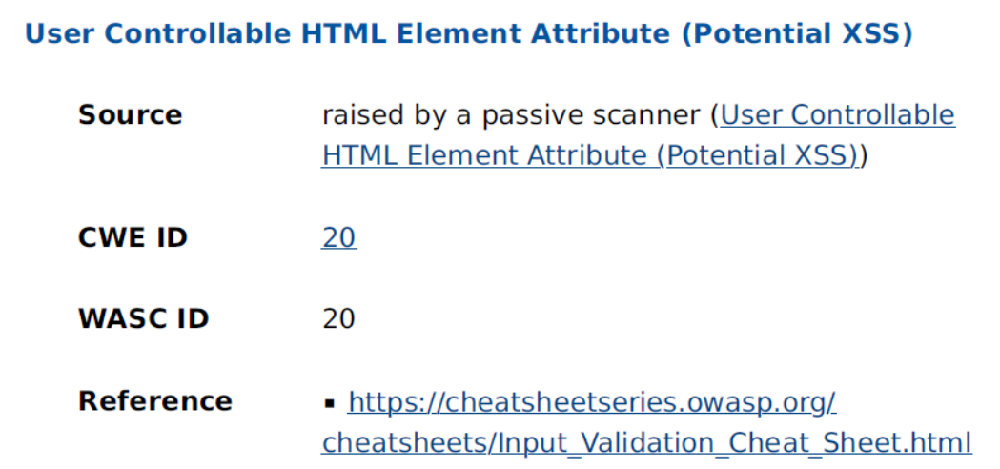 User Controllable HTML Element Attribute (Potential XSS)
Source raised by a passive scanner (User Controllable
HTML Element Attribute (Potential XSS))
CWE ID 20
WASC ID 20
Reference ▪ https://cheatsheetseries.owasp.org/
cheatsheets/Input_Validation_Cheat_Sheet.html